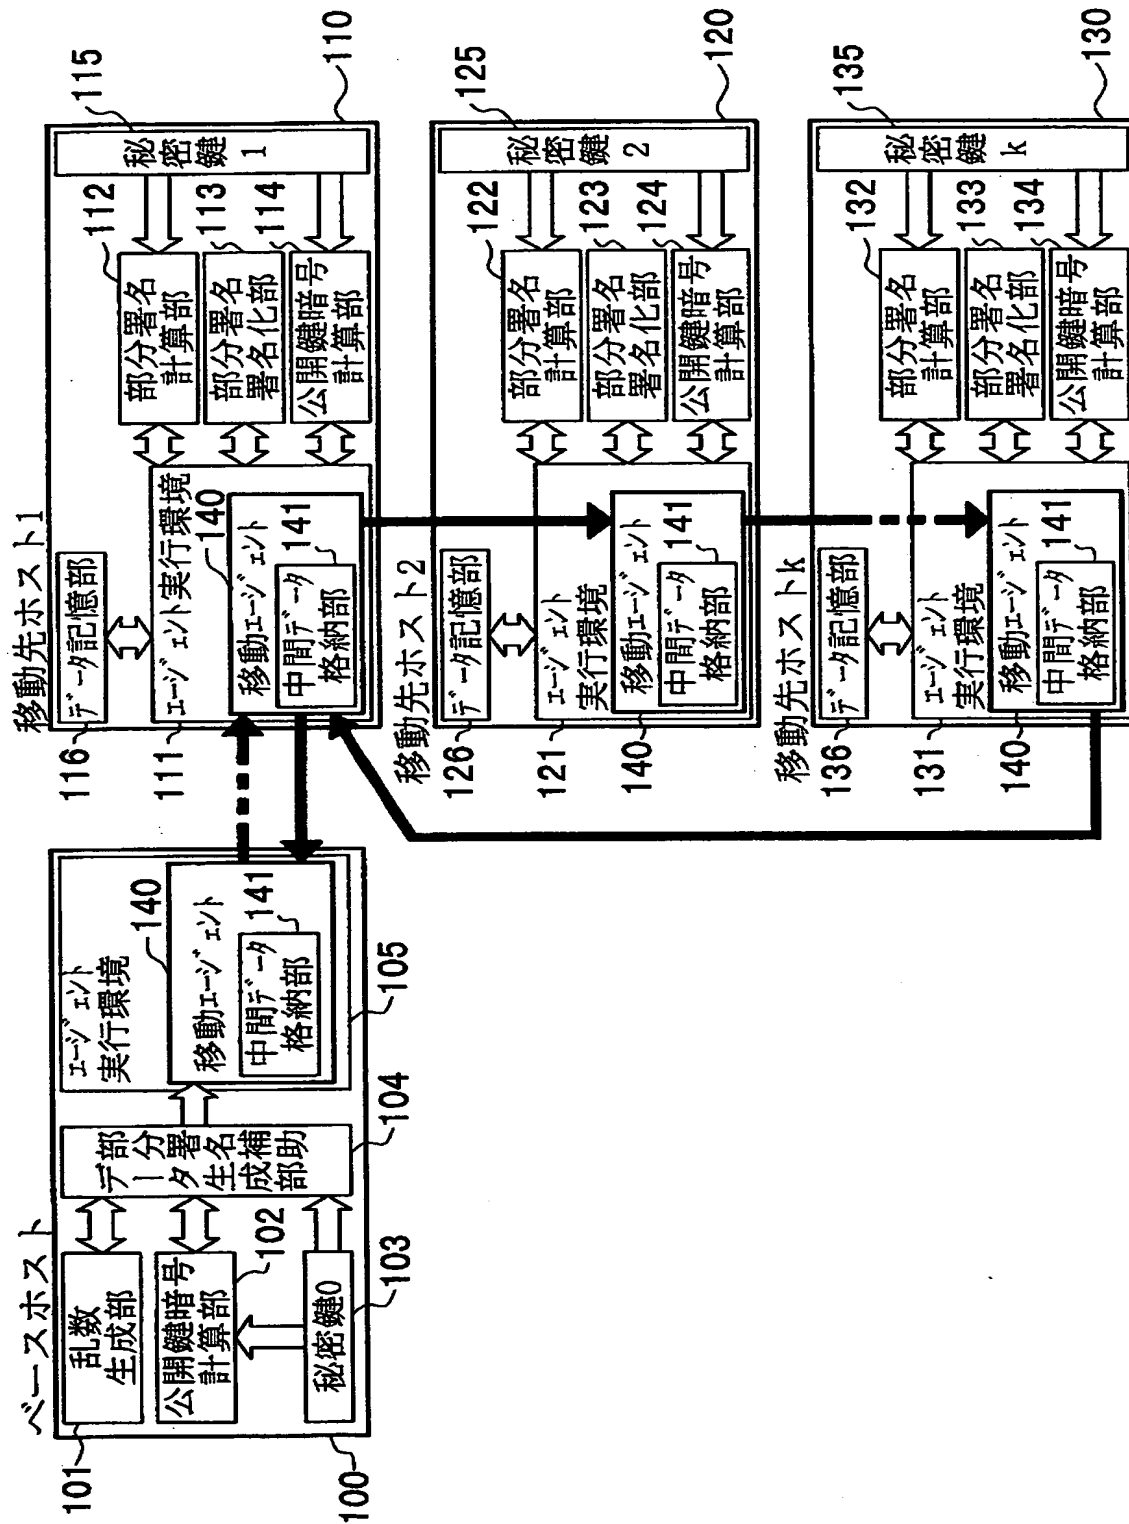 ベースホスト
101
乱数
生成部
公開鍵暗号
計算部
102
秘密鍵0
103
100
部分署名補助
データ生成部
104
エージェント
実行環境
140
移動エージェント
141
中間データ
格納部
105
移動先ホスト1
116
データ記憶部
111
エージェント実行環境
140
移動エージェント
141
中間データ
格納部
112
部分署名
計算部
113
部分署名
署名化部
114
公開鍵暗号
計算部
115
秘密鍵
1
110
移動先ホスト2
126
データ記憶部
121
エージェント
実行環境
140
移動エージェント
141
中間データ
格納部
122
部分署名
計算部
123
部分署名
署名化部
124
公開鍵暗号
計算部
125
秘密鍵
2
120
移動先ホストk
136
データ記憶部
131
エージェント
実行環境
140
移動エージェント
141
中間データ
格納部
132
部分署名
計算部
133
部分署名
署名化部
134
公開鍵暗号
計算部
135
秘密鍵
k
130